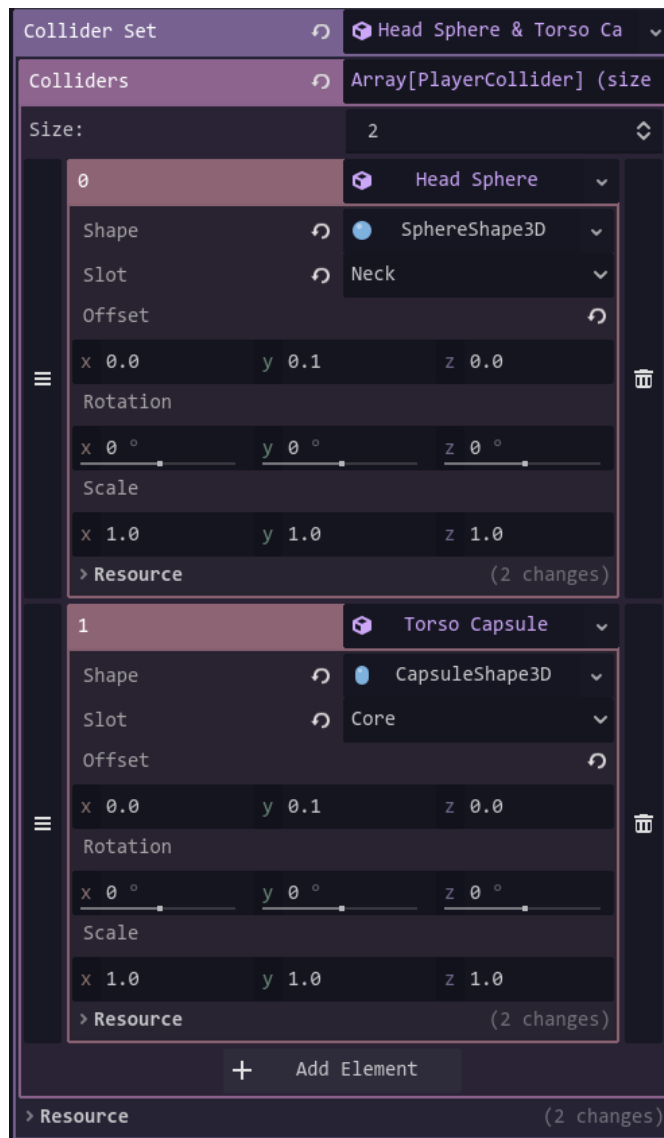 Collider Set Head Sphere & Torso Ca
Colliders Array[PlayerCollider] (size
Size: 2
0 Head Sphere
Shape SphereShape3D
Slot Neck
Offset
x 0.0 y 0.1 z 0.0
Rotation
x 0 ° y 0 ° z 0 °
Scale
x 1.0 y 1.0 z 1.0
> Resource (2 changes)
1 Torso Capsule
Shape CapsuleShape3D
Slot Core
Offset
x 0.0 y 0.1 z 0.0
Rotation
x 0 ° y 0 ° z 0 °
Scale
x 1.0 y 1.0 z 1.0
> Resource (2 changes)
+ Add Element
> Resource (2 changes)